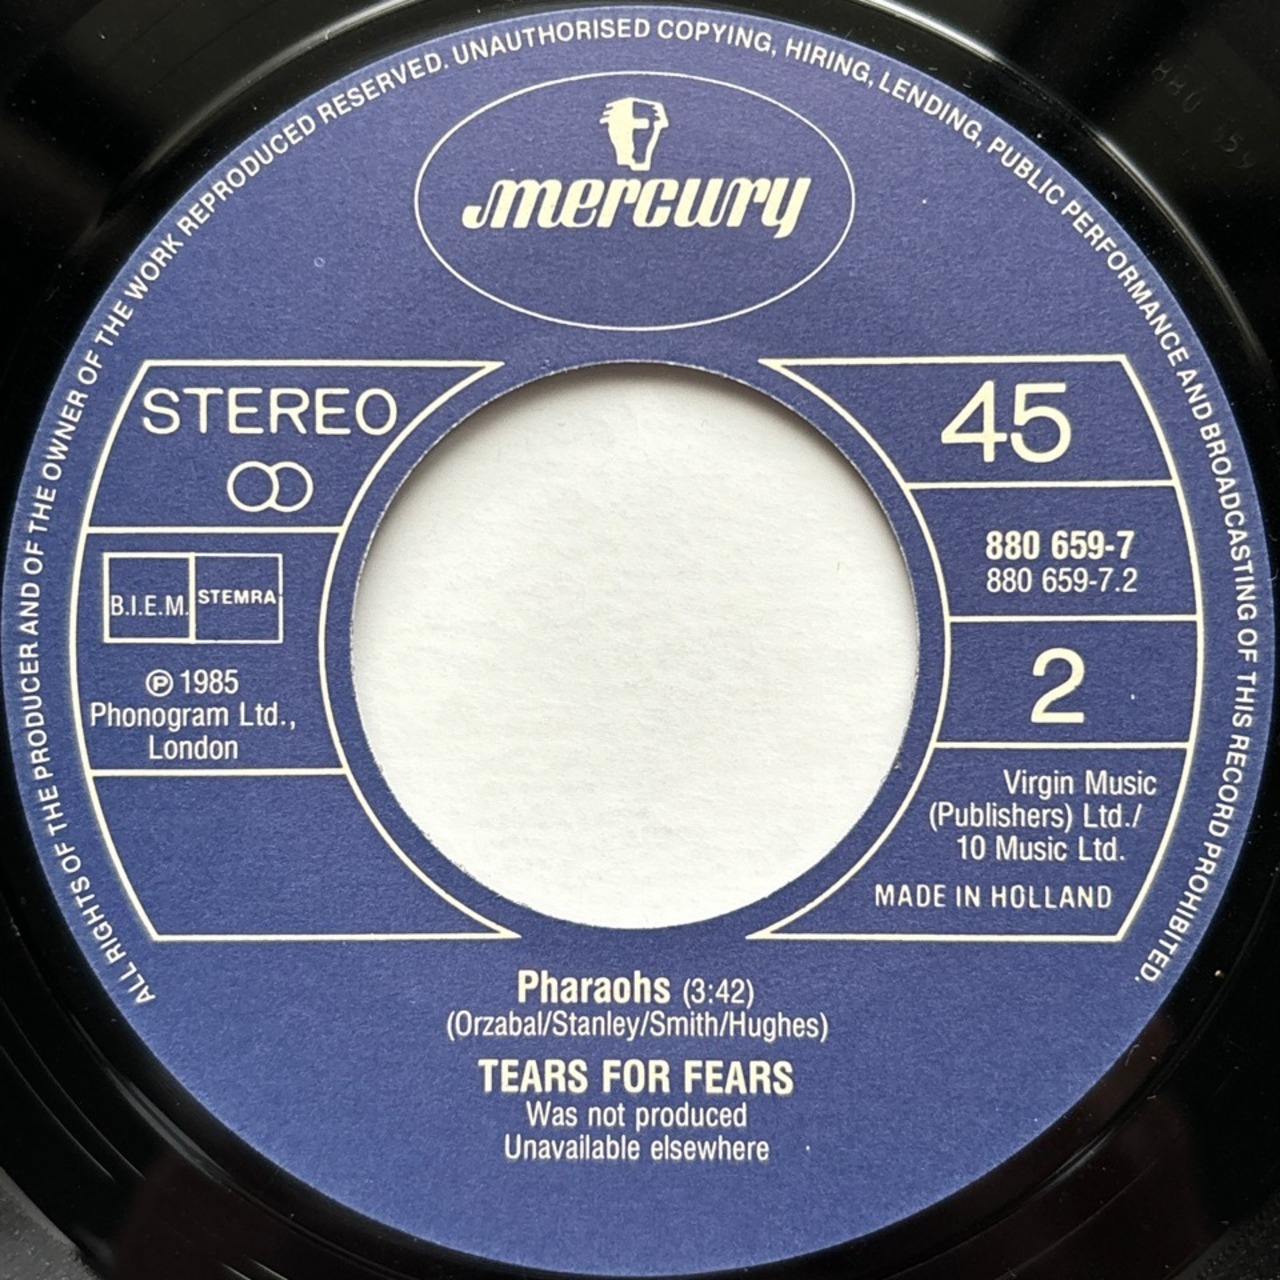 ALL RIGHTS OF THE PRODUCER AND OF THE OWNER OF THE WORK REPRODUCED RESERVED. UNAUTHORISED COPYING, HIRING, LENDING, PUBLIC PERFORMANCE AND BROADCASTING OF THIS RECORD PROHIBITED.
mercury
STEREO
B.I.E.M. STEMRA
℗ 1985
Phonogram Ltd.,
London
45
880 659-7
880 659-7.2
2
Virgin Music
(Publishers) Ltd./
10 Music Ltd.
MADE IN HOLLAND
Pharaohs (3:42)
(Orzabal/Stanley/Smith/Hughes)
TEARS FOR FEARS
Was not produced
Unavailable elsewhere